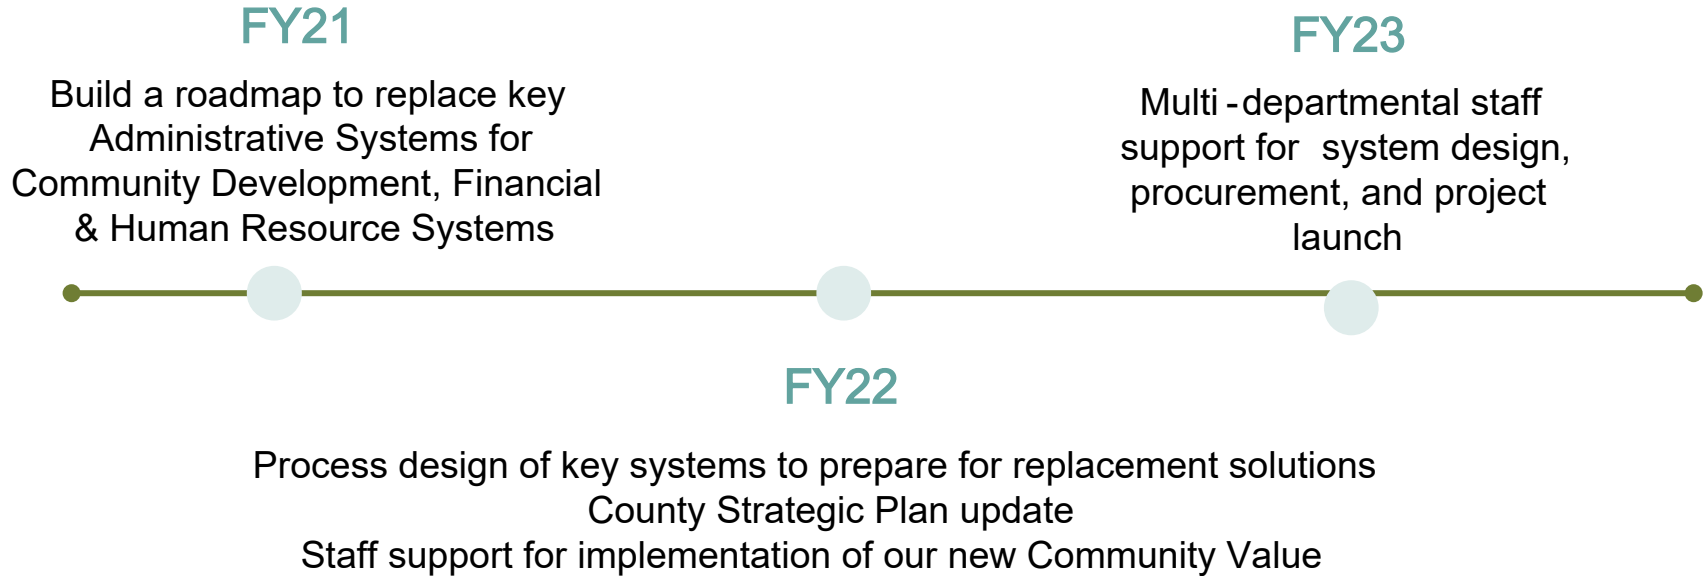 FY21
Build a roadmap to replace key
Administrative Systems for
Community Development, Financial
& Human Resource Systems
FY23
Multi-departmental staff
support for system design,
procurement, and project
launch
FY22
Process design of key systems to prepare for replacement solutions
County Strategic Plan update
Staff support for implementation of our new Community Value